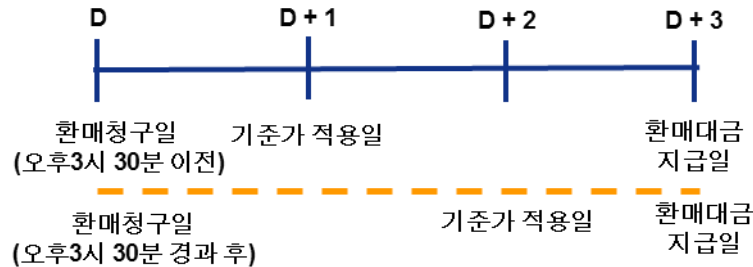 D D + 1 D + 2 D + 3
환매청구일 기준가 적용일 환매대금
(오후3시 30분 이전) 지급일
환매청구일 기준가 적용일 환매대금
(오후3시 30분 경과 후) 지급일